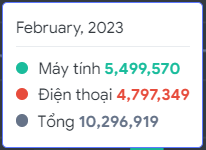 February, 2023
Máy tính 5,499,570
Điện thoại 4,797,349
Tổng 10,296,919